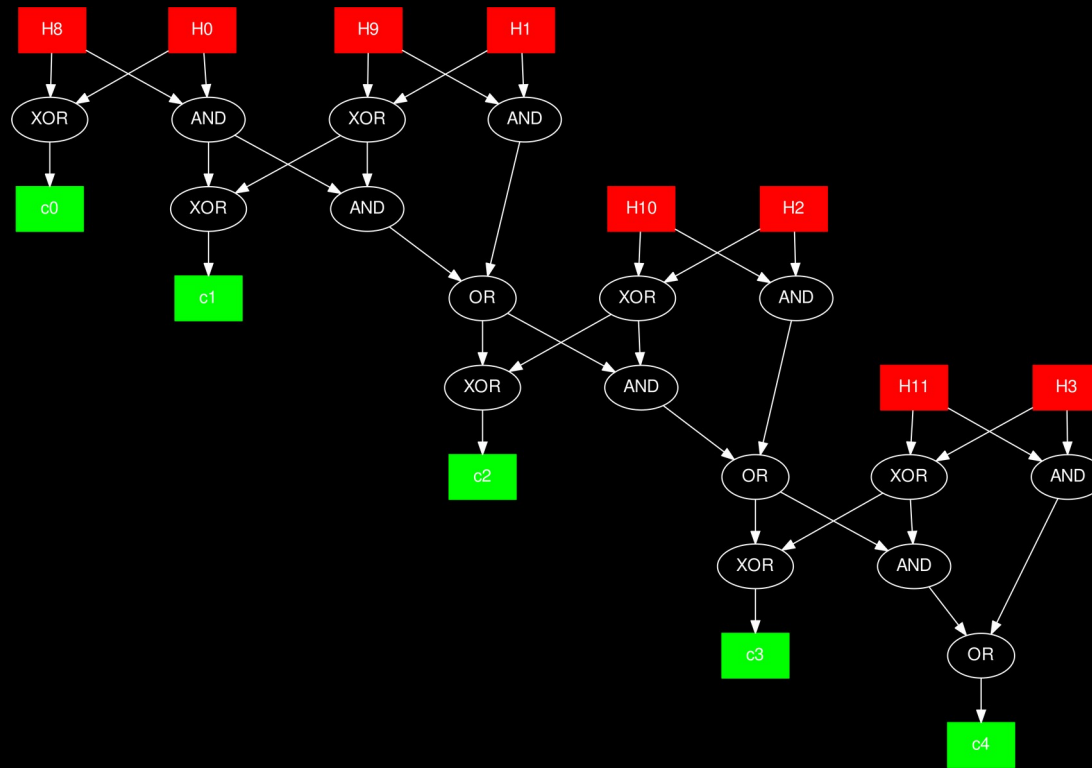 H8 H0 H9 H1
XOR AND XOR AND
c0 XOR AND H10 H2
c1 OR XOR AND
XOR AND H11 H3
c2 OR XOR AND
XOR AND
c3 OR
c4